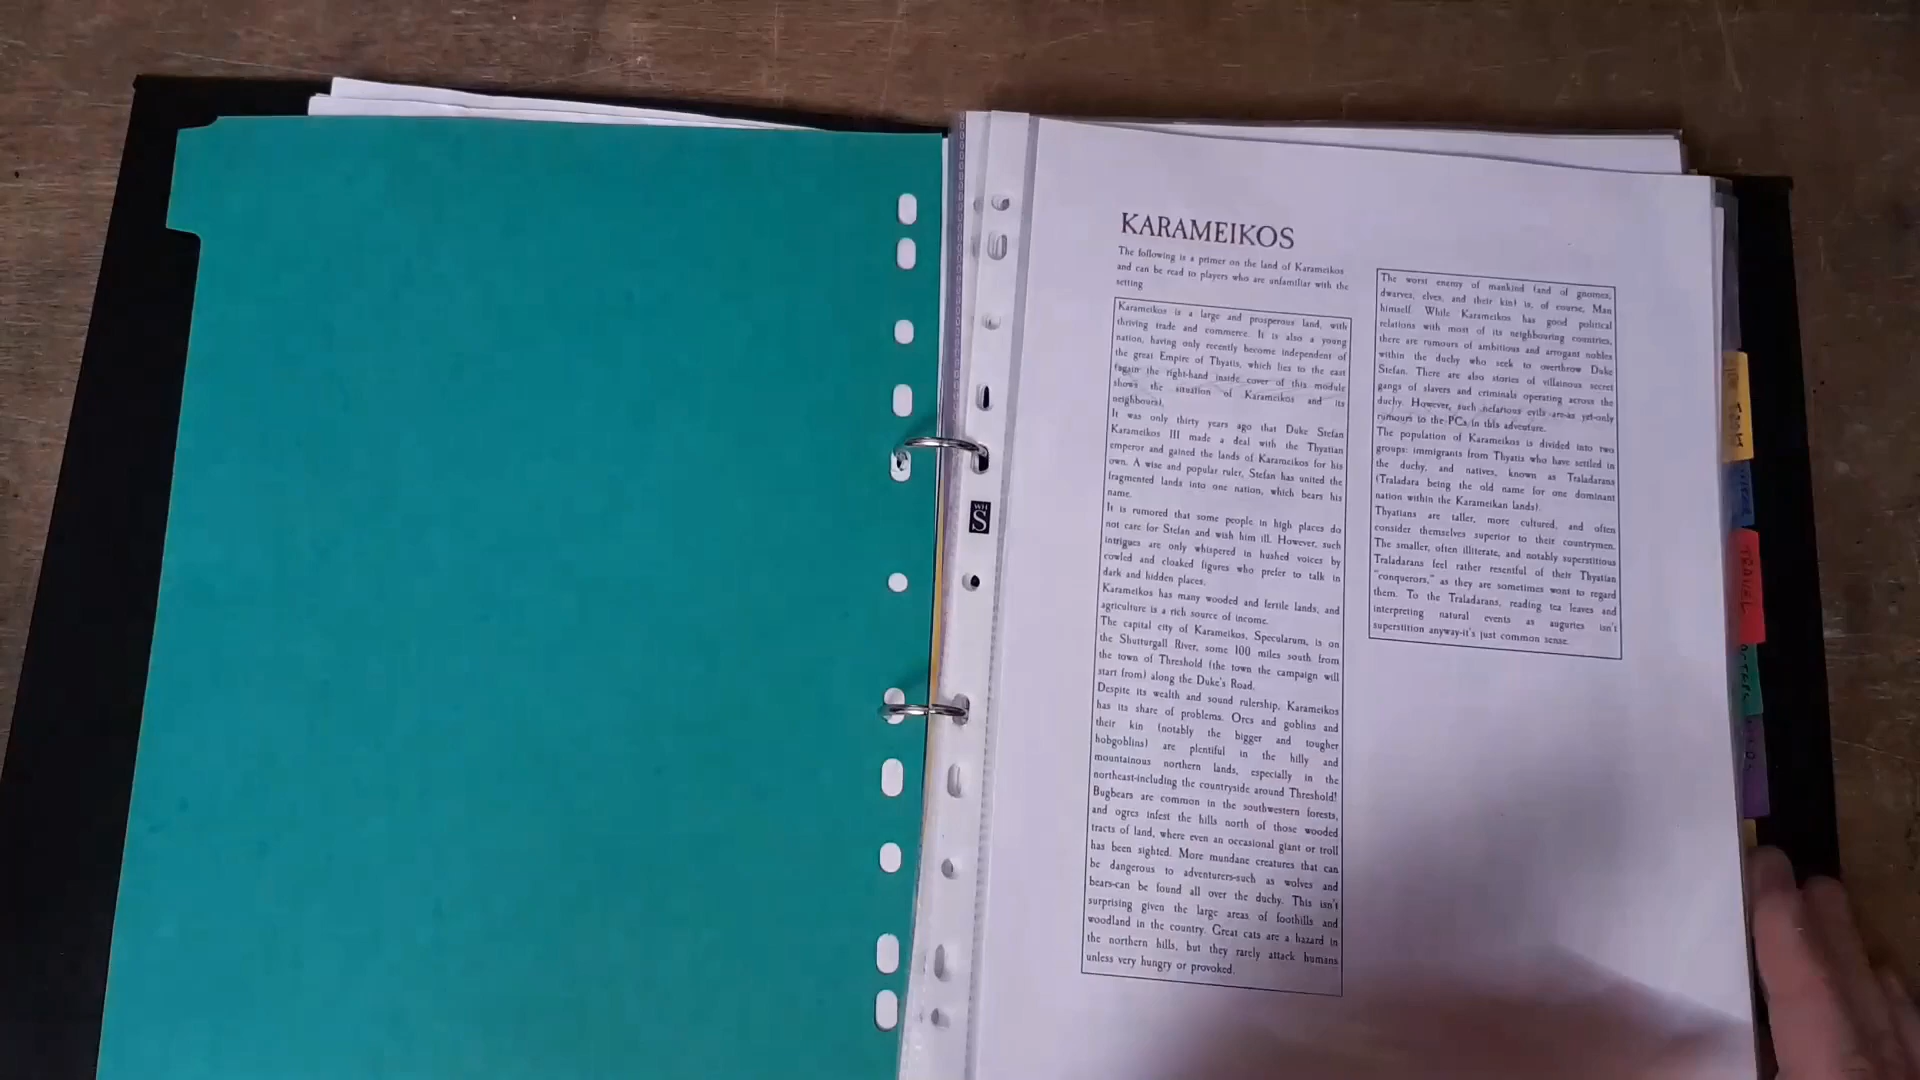 KARAMEIKOS
The following is a primer on the land of Karameikos
and can be read to players who are unfamiliar with the
setting
Karameikos is a large and prosperous land, with
thriving trade and commerce. It is also a young
nation, having only recently become independent of
the great Empire of Thyatis, which lies to the east
(again the right-hand inside cover of this module
shows the situation of Karameikos and its
neighbours).
It was only thirty years ago that Duke Stefan
Karameikos III made a deal with the Thyatian
emperor and gained the lands of Karameikos for his
own. A wise and popular ruler, Stefan has united the
fragmented lands into one nation, which bears his
name.
It is rumored that some people in high places do
not care for Stefan and wish him ill. However, such
intrigues are only whispered in hushed voices by
cowled and cloaked figures who prefer to talk in
dark and hidden places.
Karameikos has many wooded and fertile lands, and
agriculture is a rich source of income.
The capital city of Karameikos, Specularum, is on
the Shutturgall River, some 100 miles south from
the town of Threshold (the town the campaign will
start from) along the Duke's Road.
Despite its wealth and sound rulership, Karameikos
has its share of problems. Orcs and goblins and
their kin (notably the bigger and tougher
hobgoblins) are plentiful in the hilly and
mountainous northern lands, especially in the
northeast-including the countryside around Threshold!
Bugbears are common in the southwestern forests,
and ogres infest the hills north of those wooded
tracts of land, where even an occasional giant or troll
has been sighted. More mundane creatures that can
be dangerous to adventurers-such as wolves and
bears-can be found all over the duchy. This isn't
surprising given the large areas of foothills and
woodland in the country. Great cats are a hazard in
the northern hills, but they rarely attack humans
unless very hungry or provoked.
The worst enemy of mankind (and of gnomes,
dwarves, elves, and their kin) is, of course, Man
himself. While Karameikos has good political
relations with most of its neighbouring countries,
there are rumours of ambitious and arrogant nobles
within the duchy who seek to overthrow Duke
Stefan. There are also stories of villainous secret
gangs of slavers and criminals operating across the
duchy. However, such nefarious evils are-as yet-only
rumours to the PCs in this adventure.
The population of Karameikos is divided into two
groups: immigrants from Thyatis who have settled in
the duchy, and natives, known as Traladarans
(Traladara being the old name for one dominant
nation within the Karameikan lands).
Thyatians are taller, more cultured, and often
consider themselves superior to their countrymen.
The smaller, often illiterate, and notably superstitious
Traladarans feel rather resentful of their Thyatian
"conquerors," as they are sometimes wont to regard
them. To the Traladarans, reading tea leaves and
interpreting natural events as auguries isn't
superstition anyway-it's just common sense.
WH
S
TRAVEL